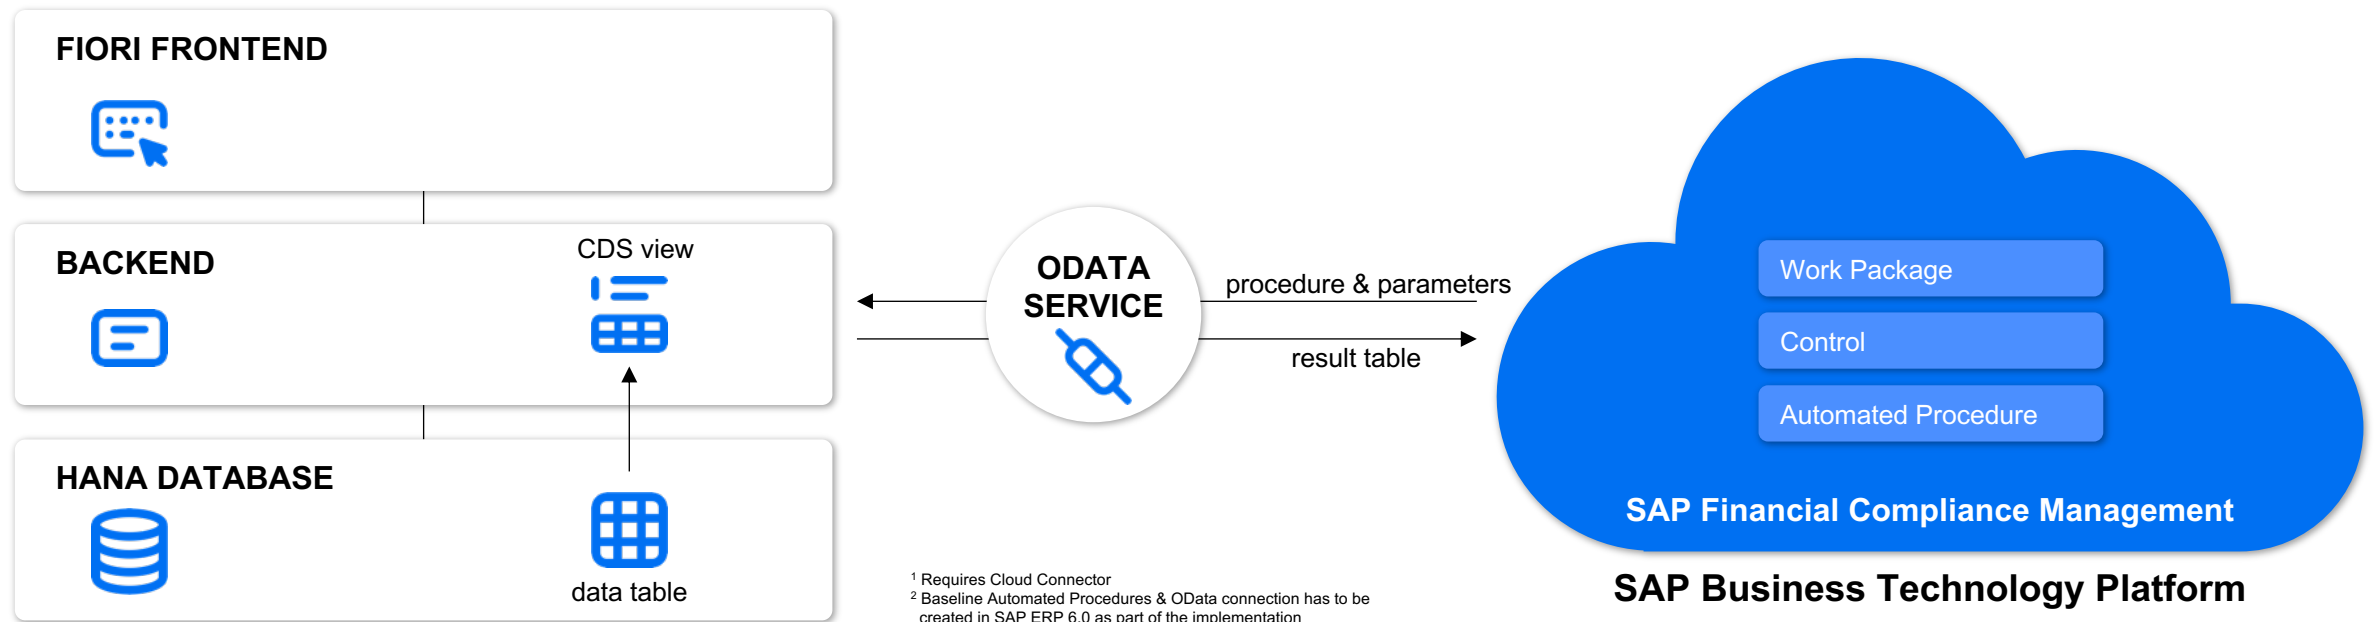 FIORI FRONTEND
BACKEND
CDS view
HANA DATABASE
data table
ODATA
SERVICE
procedure & parameters
result table
¹ Requires Cloud Connector
² Baseline Automated Procedures & OData connection has to be
created in SAP ERP 6.0 as part of the implementation
Work Package
Control
Automated Procedure
SAP Financial Compliance Management
SAP Business Technology Platform